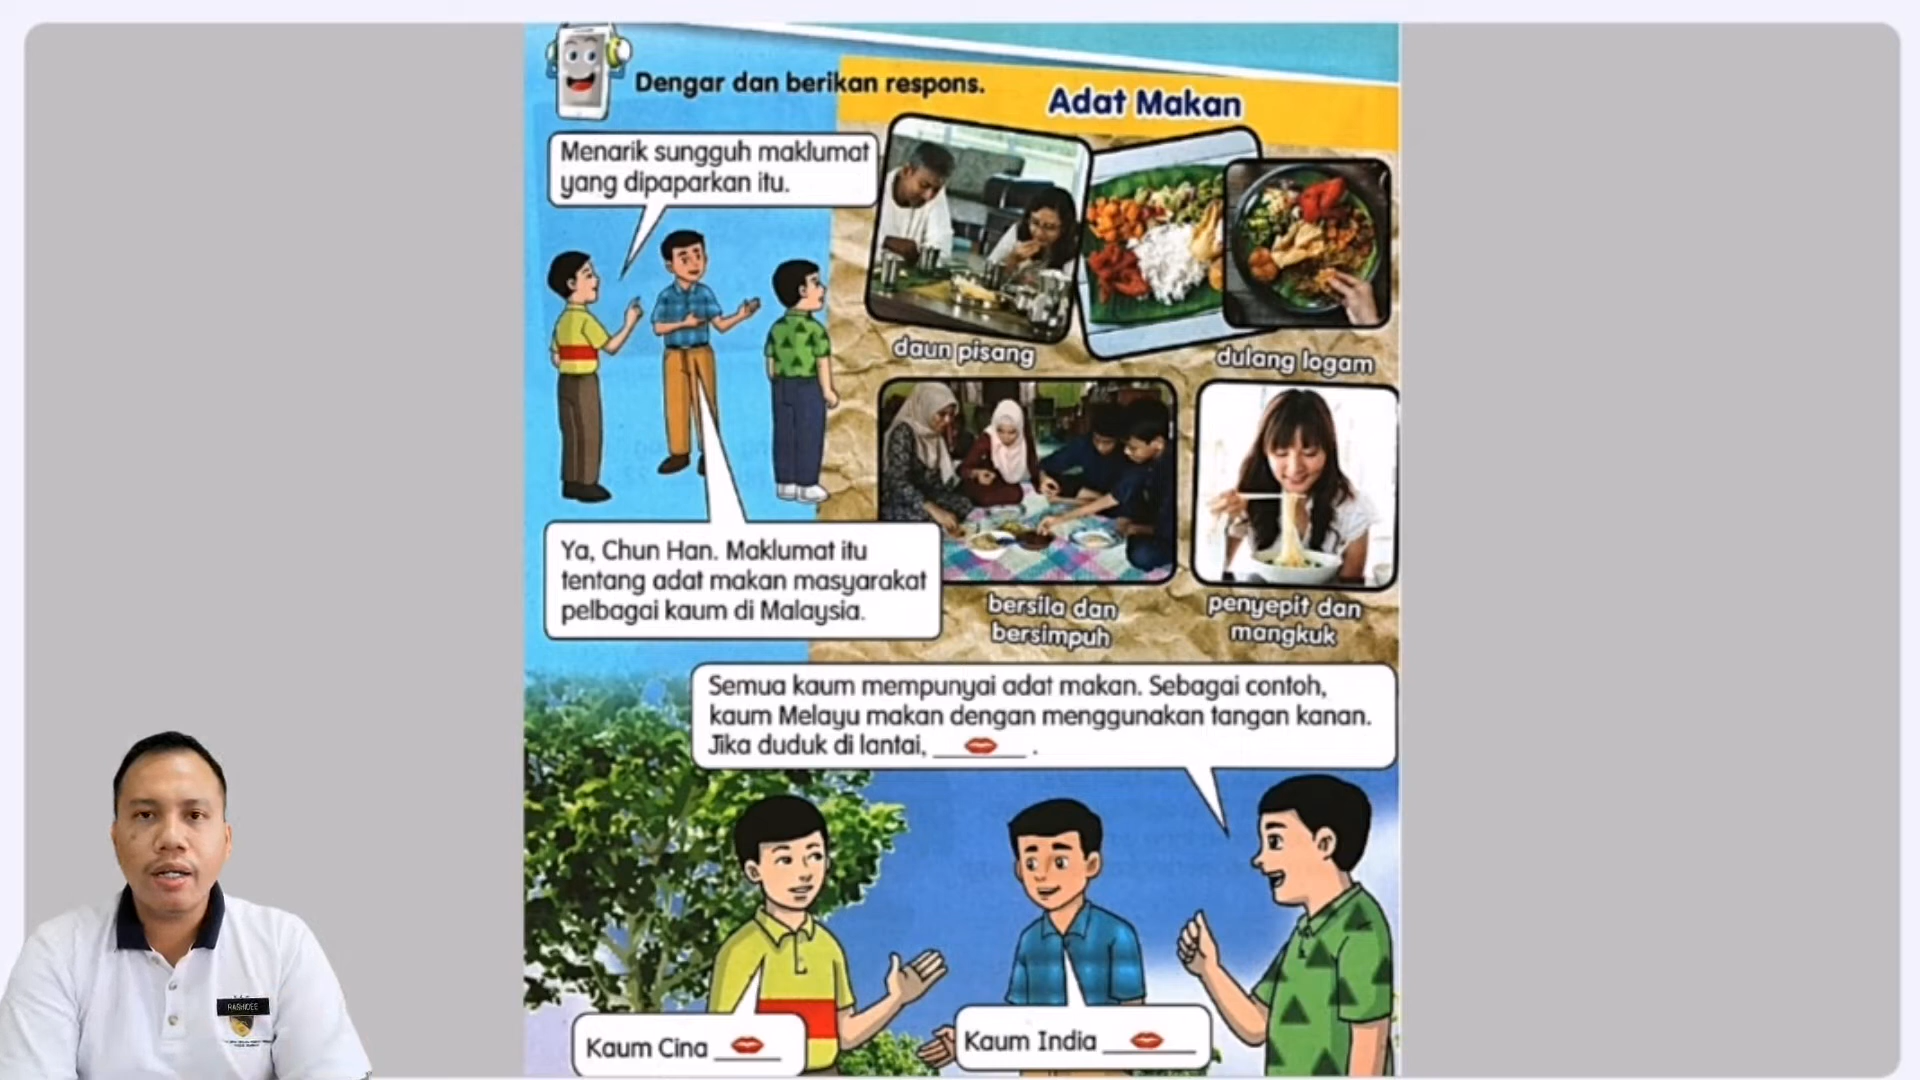 Dengar dan berikan respons.
Adat Makan
Menarik sungguh maklumat
yang dipaparkan itu.
daun pisang
dulang logam
Ya, Chun Han. Maklumat itu
tentang adat makan masyarakat
pelbagai kaum di Malaysia.
bersila dan
bersimpuh
penyepit dan
mangkuk
Semua kaum mempunyai adat makan. Sebagai contoh,
kaum Melayu makan dengan menggunakan tangan kanan.
Jika duduk di lantai, ______ .
Kaum Cina ______
Kaum India ______
RASHIDEE